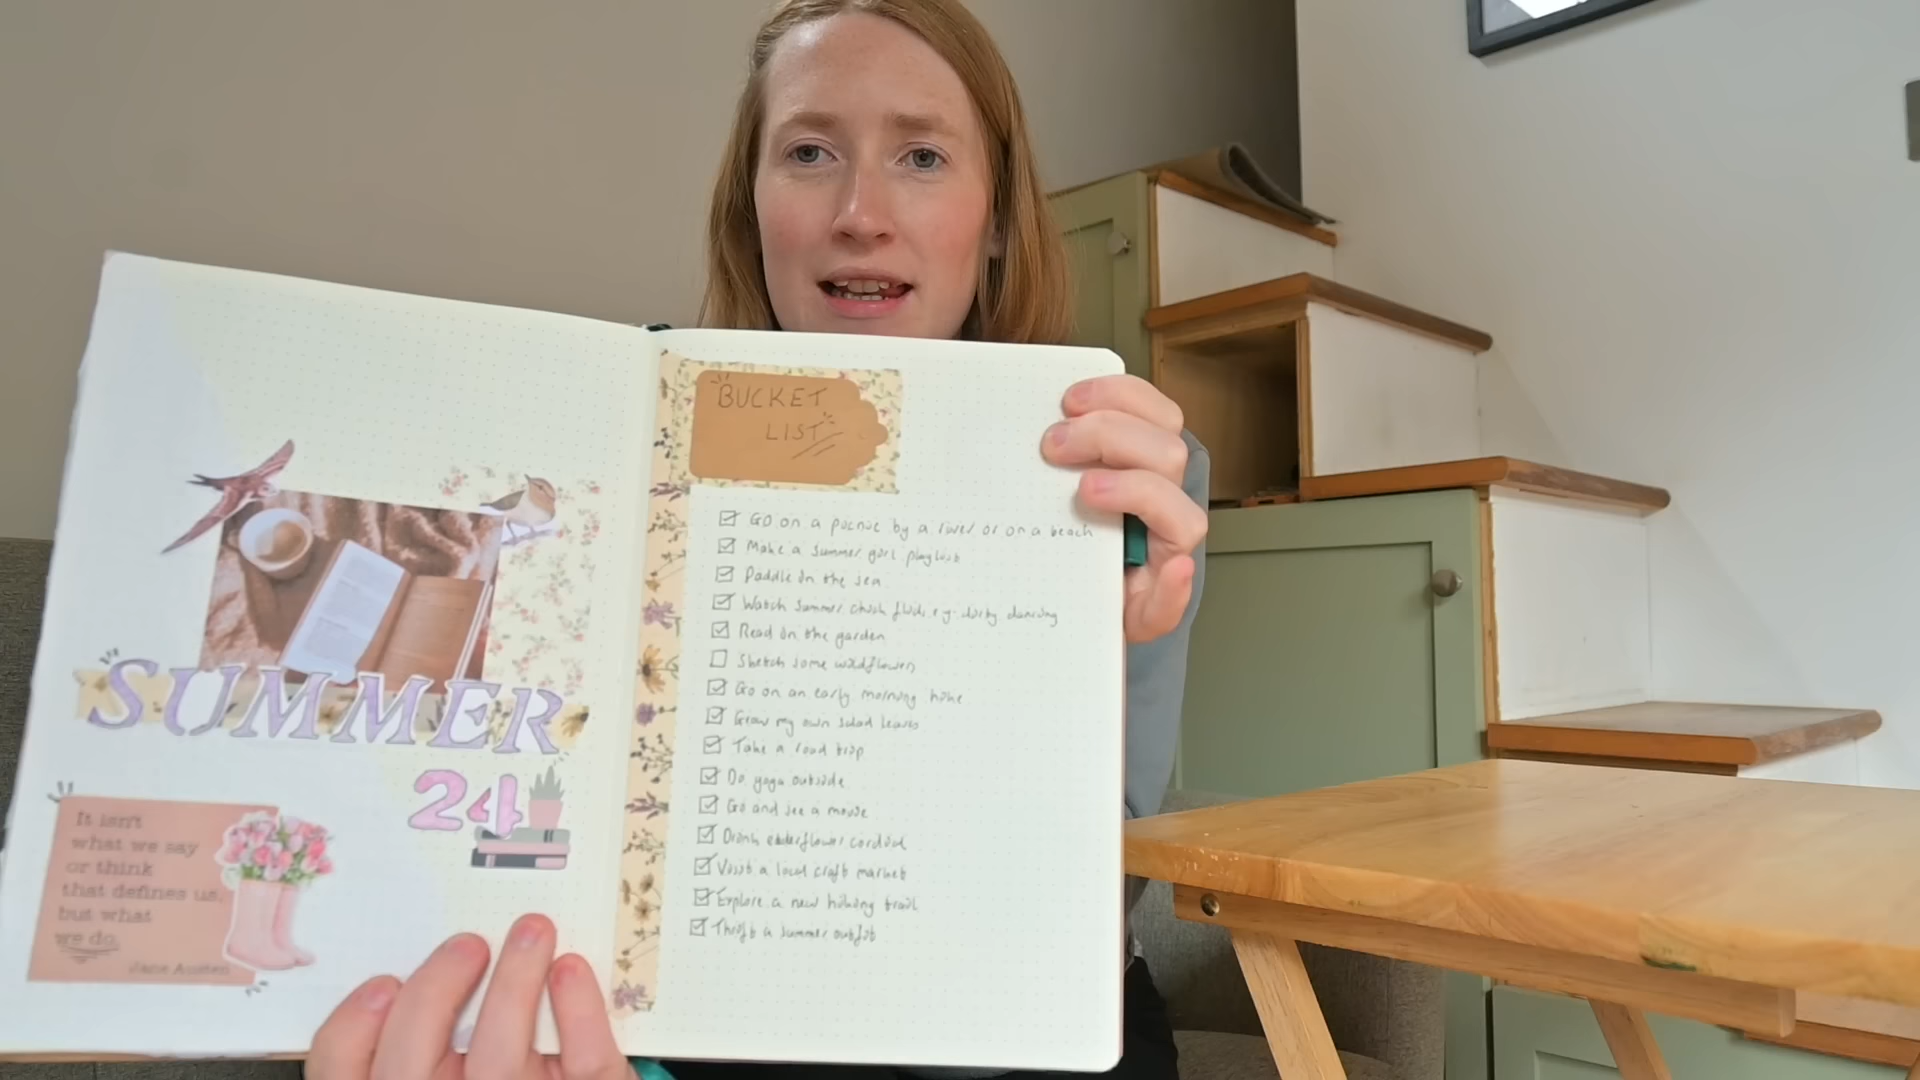 SUMMER
24
It isn't
what we say
or think
that defines us,
but what
we do.
Jane Austen
BUCKET
LIST
Go on a picnic by a river or on a beach
Make a summer girl playlist
Paddle in the sea
Watch summer chick flicks e.g. dirty dancing
Read in the garden
Sketch some wildflowers
Go on an early morning hike
Grow my own salad leaves
Take a road trip
Do yoga outside
Go and see a movie
Drink elderflower cordial
Visit a local craft market
Explore a new hiking trail
Thrift a summer outfit